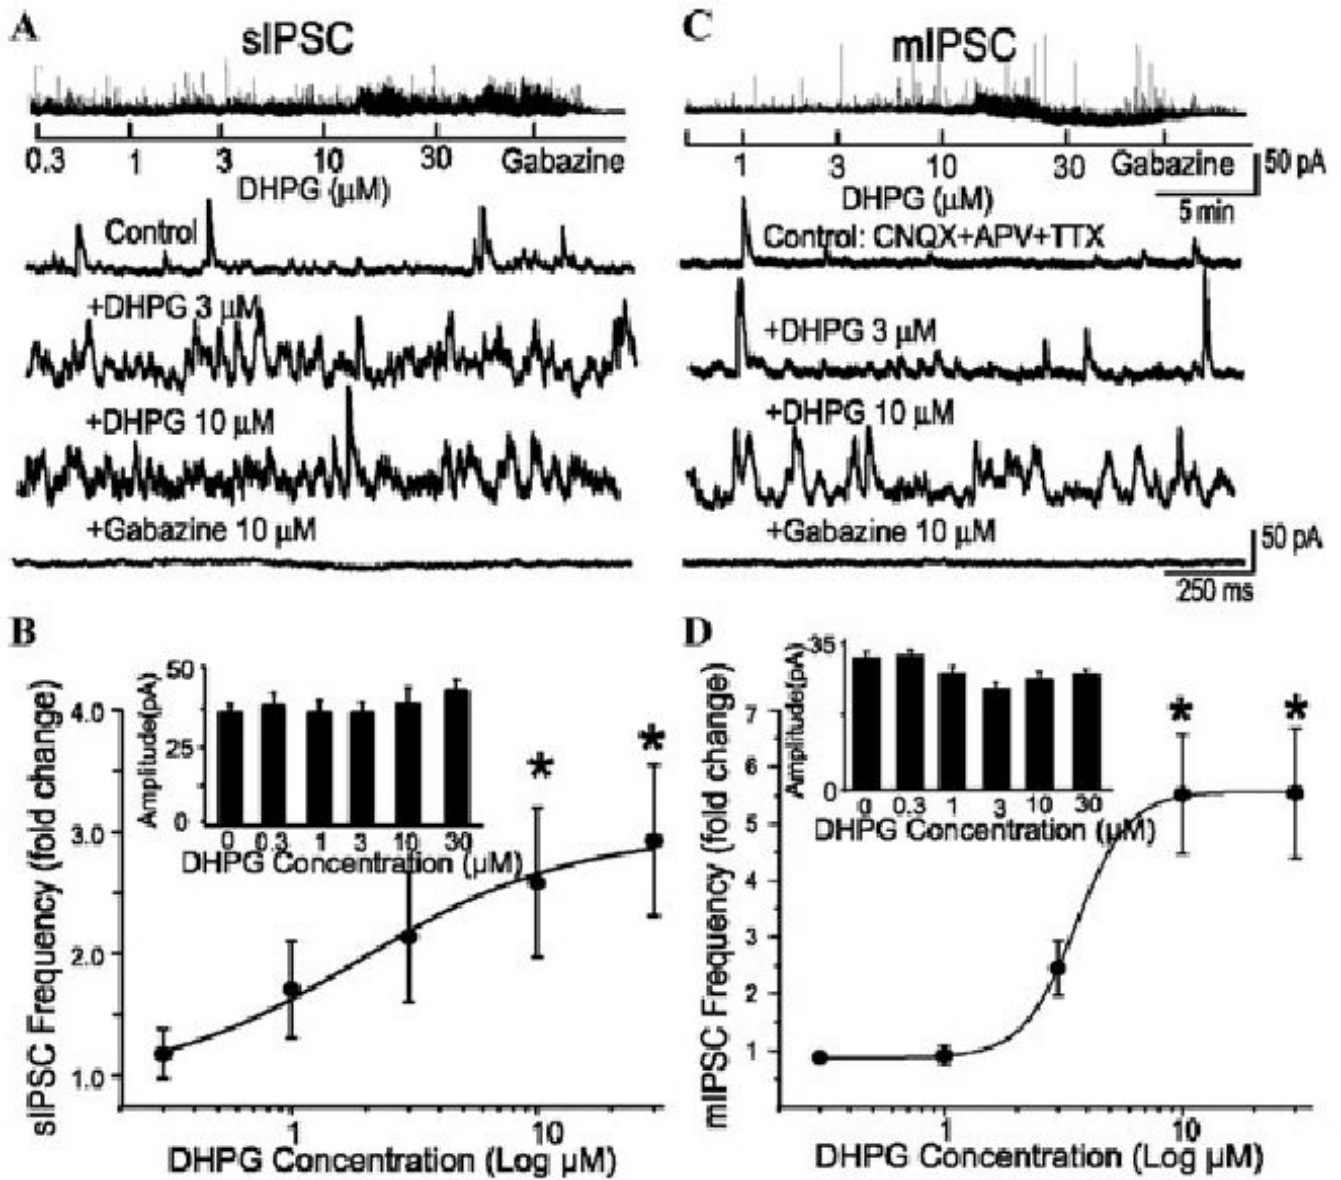 A
sIPSC
0.3 1 3 10 30 Gabazine
DHPG (μM)
Control
+DHPG 3 μM
+DHPG 10 μM
+Gabazine 10 μM
C
mIPSC
1 3 10 30 Gabazine
DHPG (μM)
50 pA
5 min
Control: CNQX+APV+TTX
+DHPG 3 μM
+DHPG 10 μM
+Gabazine 10 μM
50 pA
250 ms
B
sIPSC Frequency (fold change)
4.0
3.0
2.0
1.0
Amplitude(pA)
50
25
0
0 0.3 1 3 10 30
DHPG Concentration (μM)
*
*
1 10
DHPG Concentration (Log μM)
D
mIPSC Frequency (fold change)
7
6
5
4
3
2
1
Amplitude(pA)
35
0
0 0.3 1 3 10 30
DHPG Concentration (μM)
* *
1 10
DHPG Concentration (Log μM)